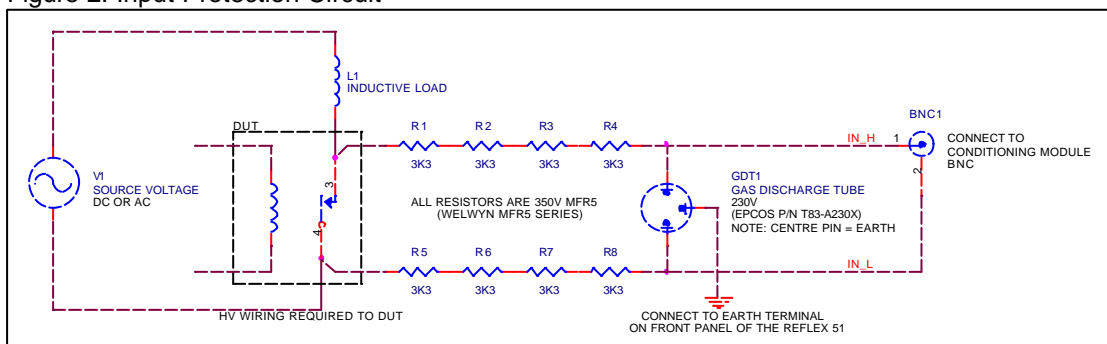 Figure 2: Input Protection Circuit
L1
INDUCTIVE LOAD
DUT
R1
R2
R3
R4
3K3
3K3
3K3
3K3
IN_H
1
BNC1
CONNECT TO
CONDITIONING MODULE
BNC
2
V1
SOURCE VOLTAGE
DC OR AC
3
4
ALL RESISTORS ARE 350V MFR5
(WELWYN MFR5 SERIES)
GDT1
GAS DISCHARGE TUBE
230V
(EPCOS P/N T83-A230X)
NOTE: CENTRE PIN = EARTH
R5
R6
R7
R8
3K3
3K3
3K3
3K3
IN_L
HV WIRING REQUIRED TO DUT
CONNECT TO EARTH TERMINAL
ON FRONT PANEL OF THE REFLEX 51